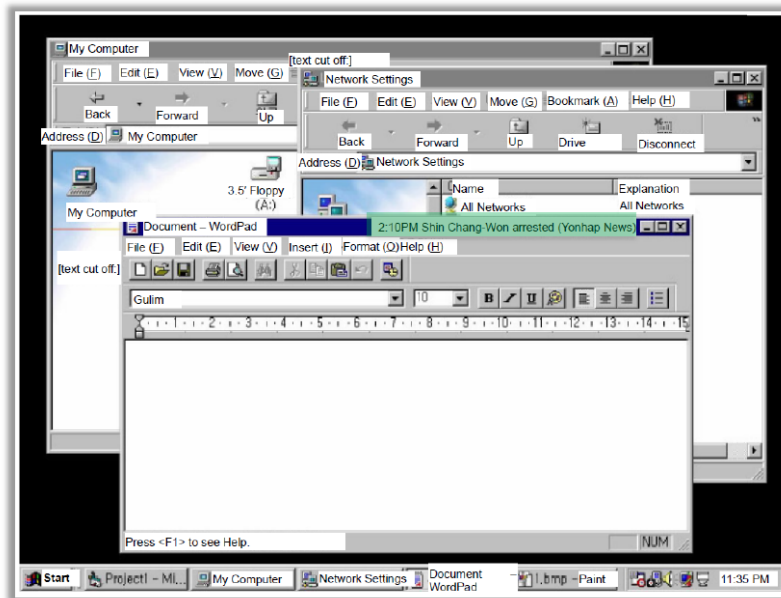 My Computer
File (F) Edit (E) View (V) Move (G)
[text cut off:]
Back Forward Up
Address (D) My Computer
My Computer
3.5' Floppy
(A:)
[text cut off:]
Network Settings
File (F) Edit (E) View (V) Move (G) Bookmark (A) Help (H)
Back Forward Up Drive Disconnect
Address (D) Network Settings
Name Explanation
All Networks All Networks
Document – WordPad 2:10PM Shin Chang-Won arrested (Yonhap News)
File (F) Edit (E) View (V) Insert (I) Format (O) Help (H)
Gulim 10 B I U
1 2 3 4 5 6 7 8 9 10 11 12 13 14 15
Press <F1> to see Help.
NUM
Start Project1 - Mi... My Computer Network Settings Document – WordPad 1.bmp - Paint 11:35 PM